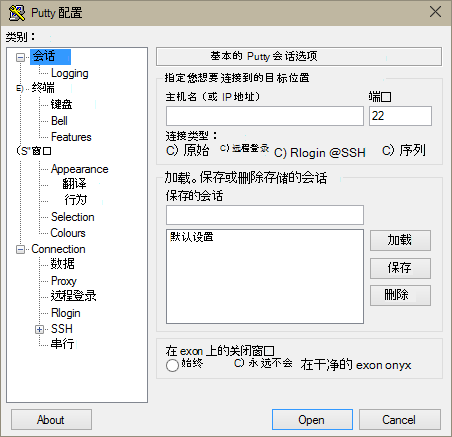 Putty 配置
类别：
会话
Logging
E) 终端
键盘
Bell
Features
(S"窗口
Appearance
翻译
行为
Selection
Colours
Connection
数据
Proxy
远程登录
Rlogin
SSH
串行
基本的 Putty 会话选项
指定您想要连接到的目标位置
主机名（或 IP 地址） 端口
22
连接类型：
C) 原始 C) 远程登录 C) Rlogin @SSH C) 序列
加载。保存或删除存储的会话
保存的会话
默认设置
加载
保存
删除
在 exon 上的关闭窗口
始终 C) 永远不会 在干净的 exon onyx
About Open Cancel